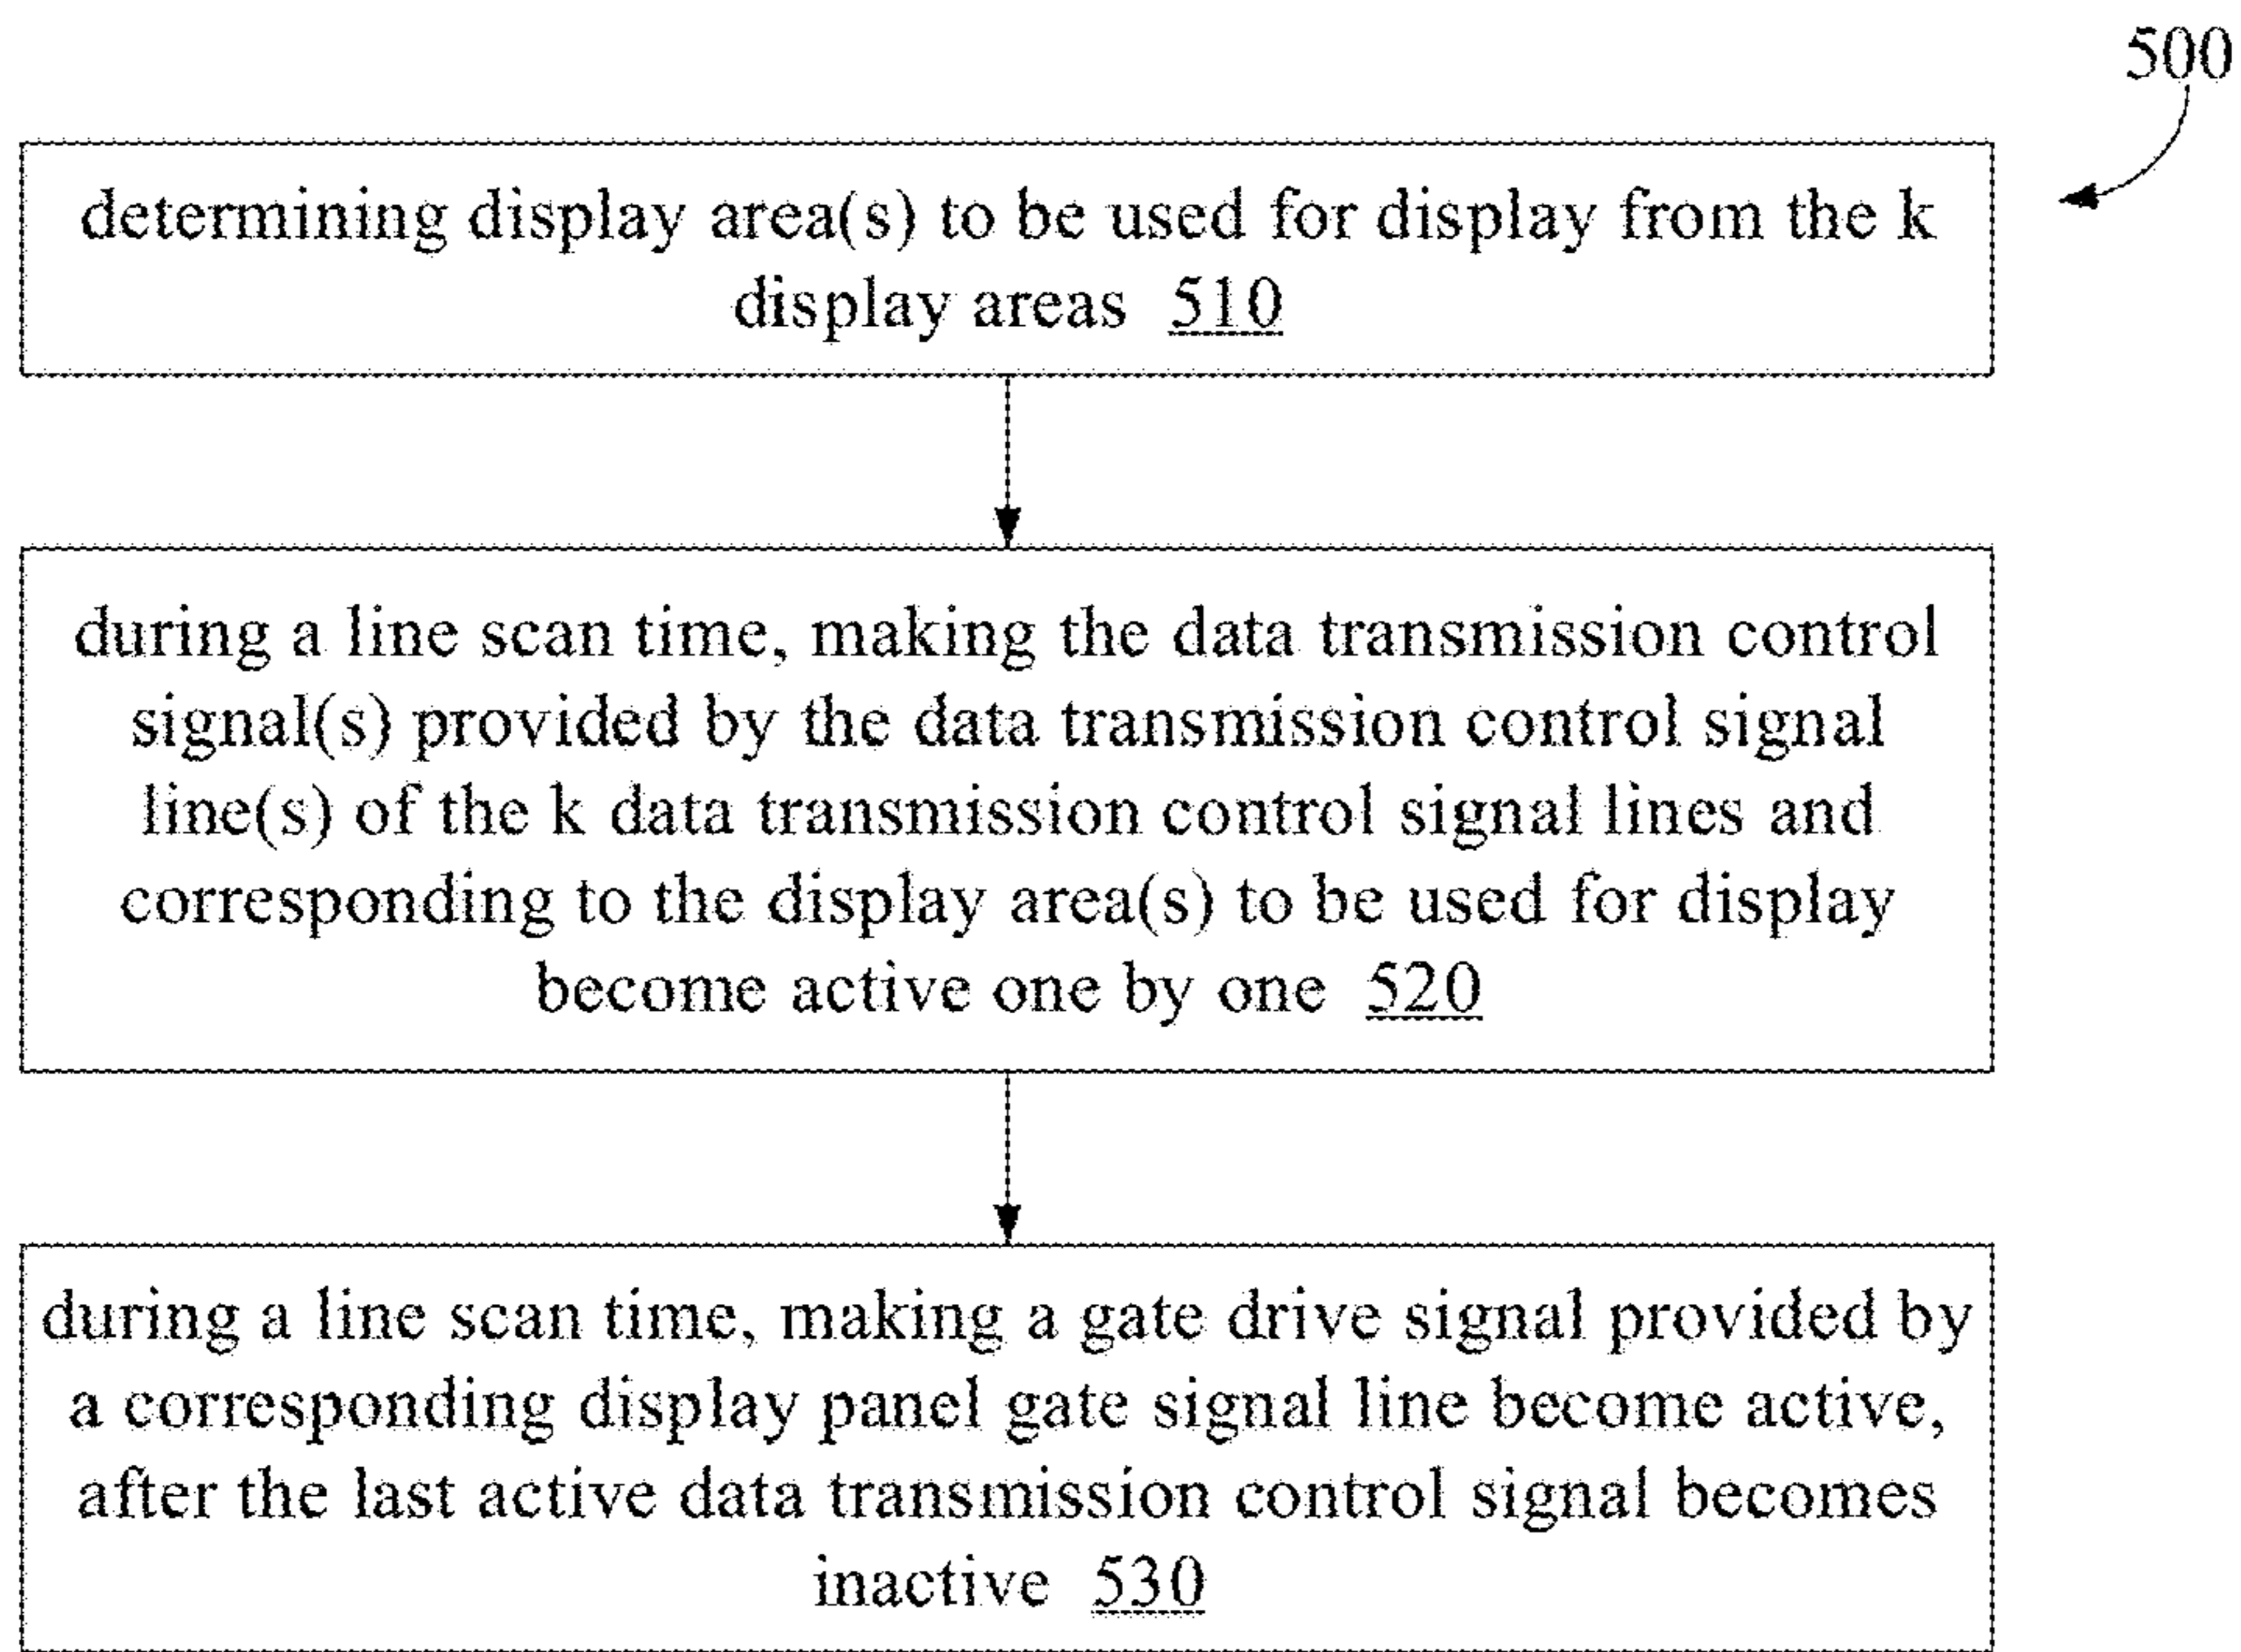 500
determining display area(s) to be used for display from the k
display areas 510
during a line scan time, making the data transmission control
signal(s) provided by the data transmission control signal
line(s) of the k data transmission control signal lines and
corresponding to the display area(s) to be used for display
become active one by one 520
during a line scan time, making a gate drive signal provided by
a corresponding display panel gate signal line become active,
after the last active data transmission control signal becomes
inactive 530